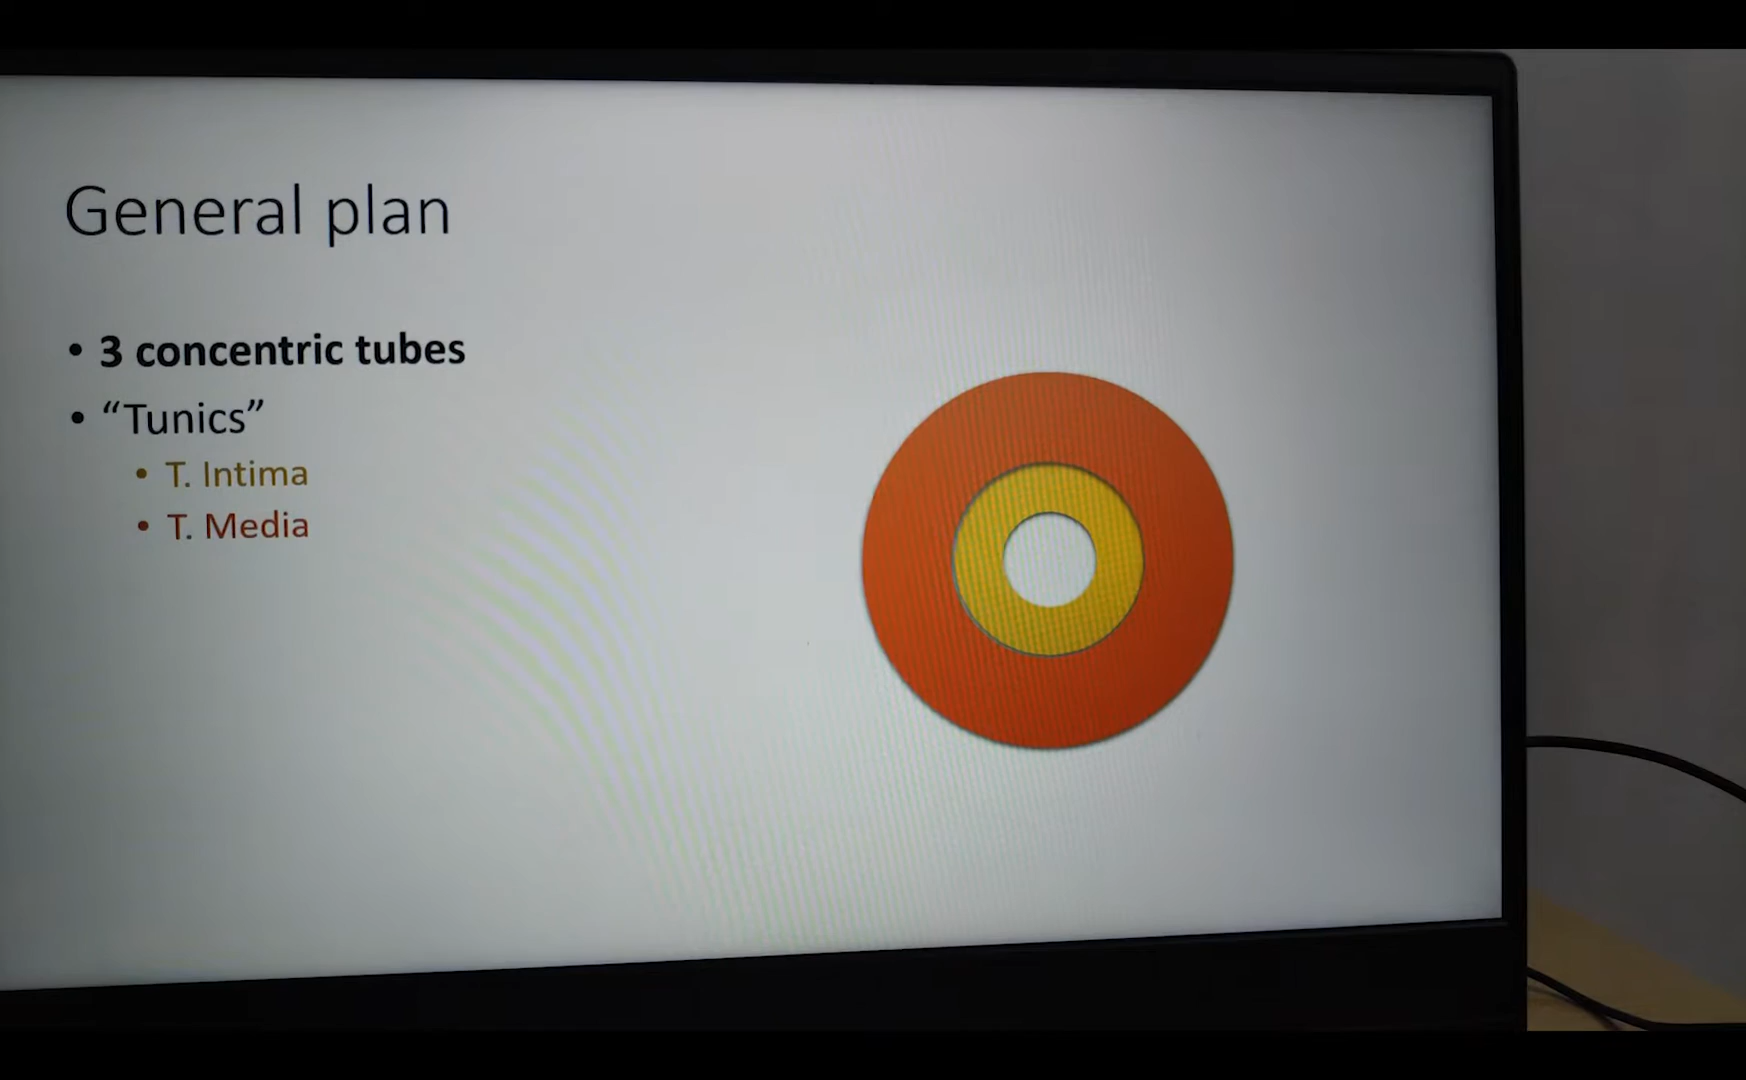 General plan
• 3 concentric tubes
• “Tunics”
• T. Intima
• T. Media